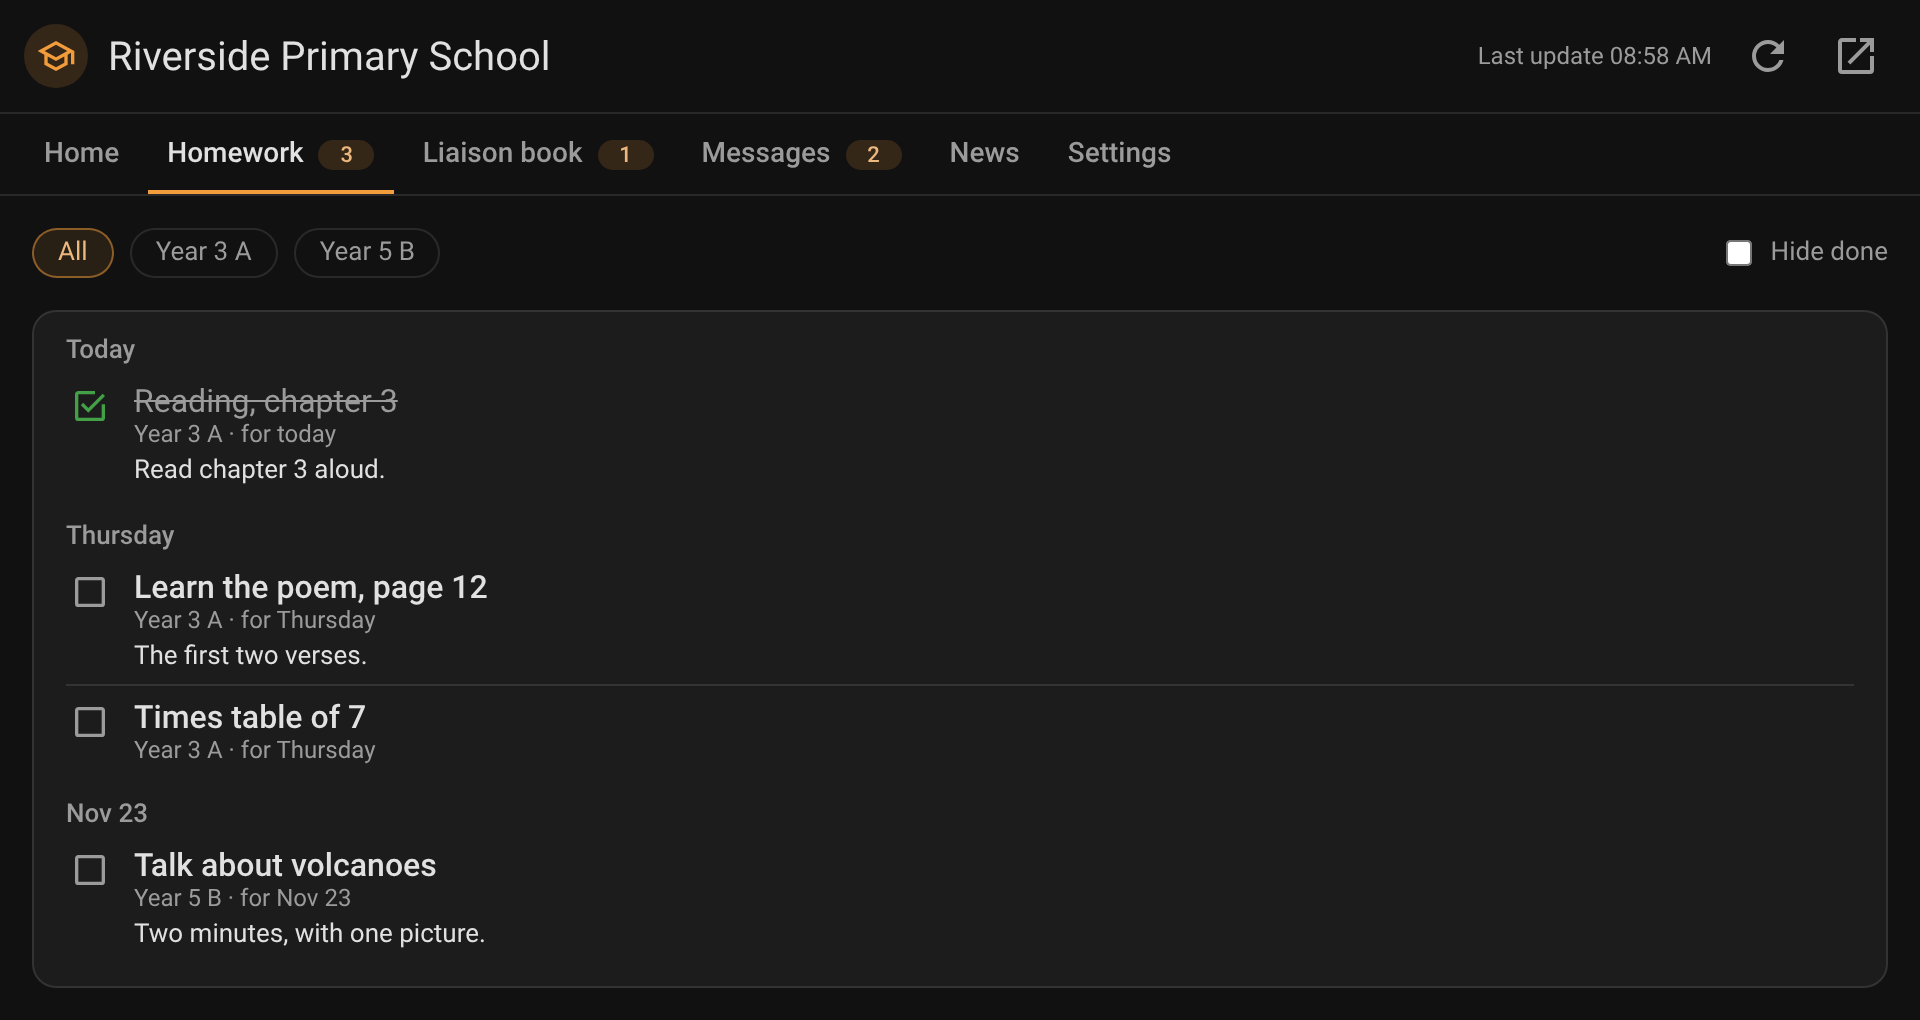 Riverside Primary School
Last update 08:58 AM
Home
Homework 3
Liaison book 1
Messages 2
News
Settings
All
Year 3 A
Year 5 B
Hide done
Today
Reading, chapter 3
Year 3 A · for today
Read chapter 3 aloud.
Thursday
Learn the poem, page 12
Year 3 A · for Thursday
The first two verses.
Times table of 7
Year 3 A · for Thursday
Nov 23
Talk about volcanoes
Year 5 B · for Nov 23
Two minutes, with one picture.